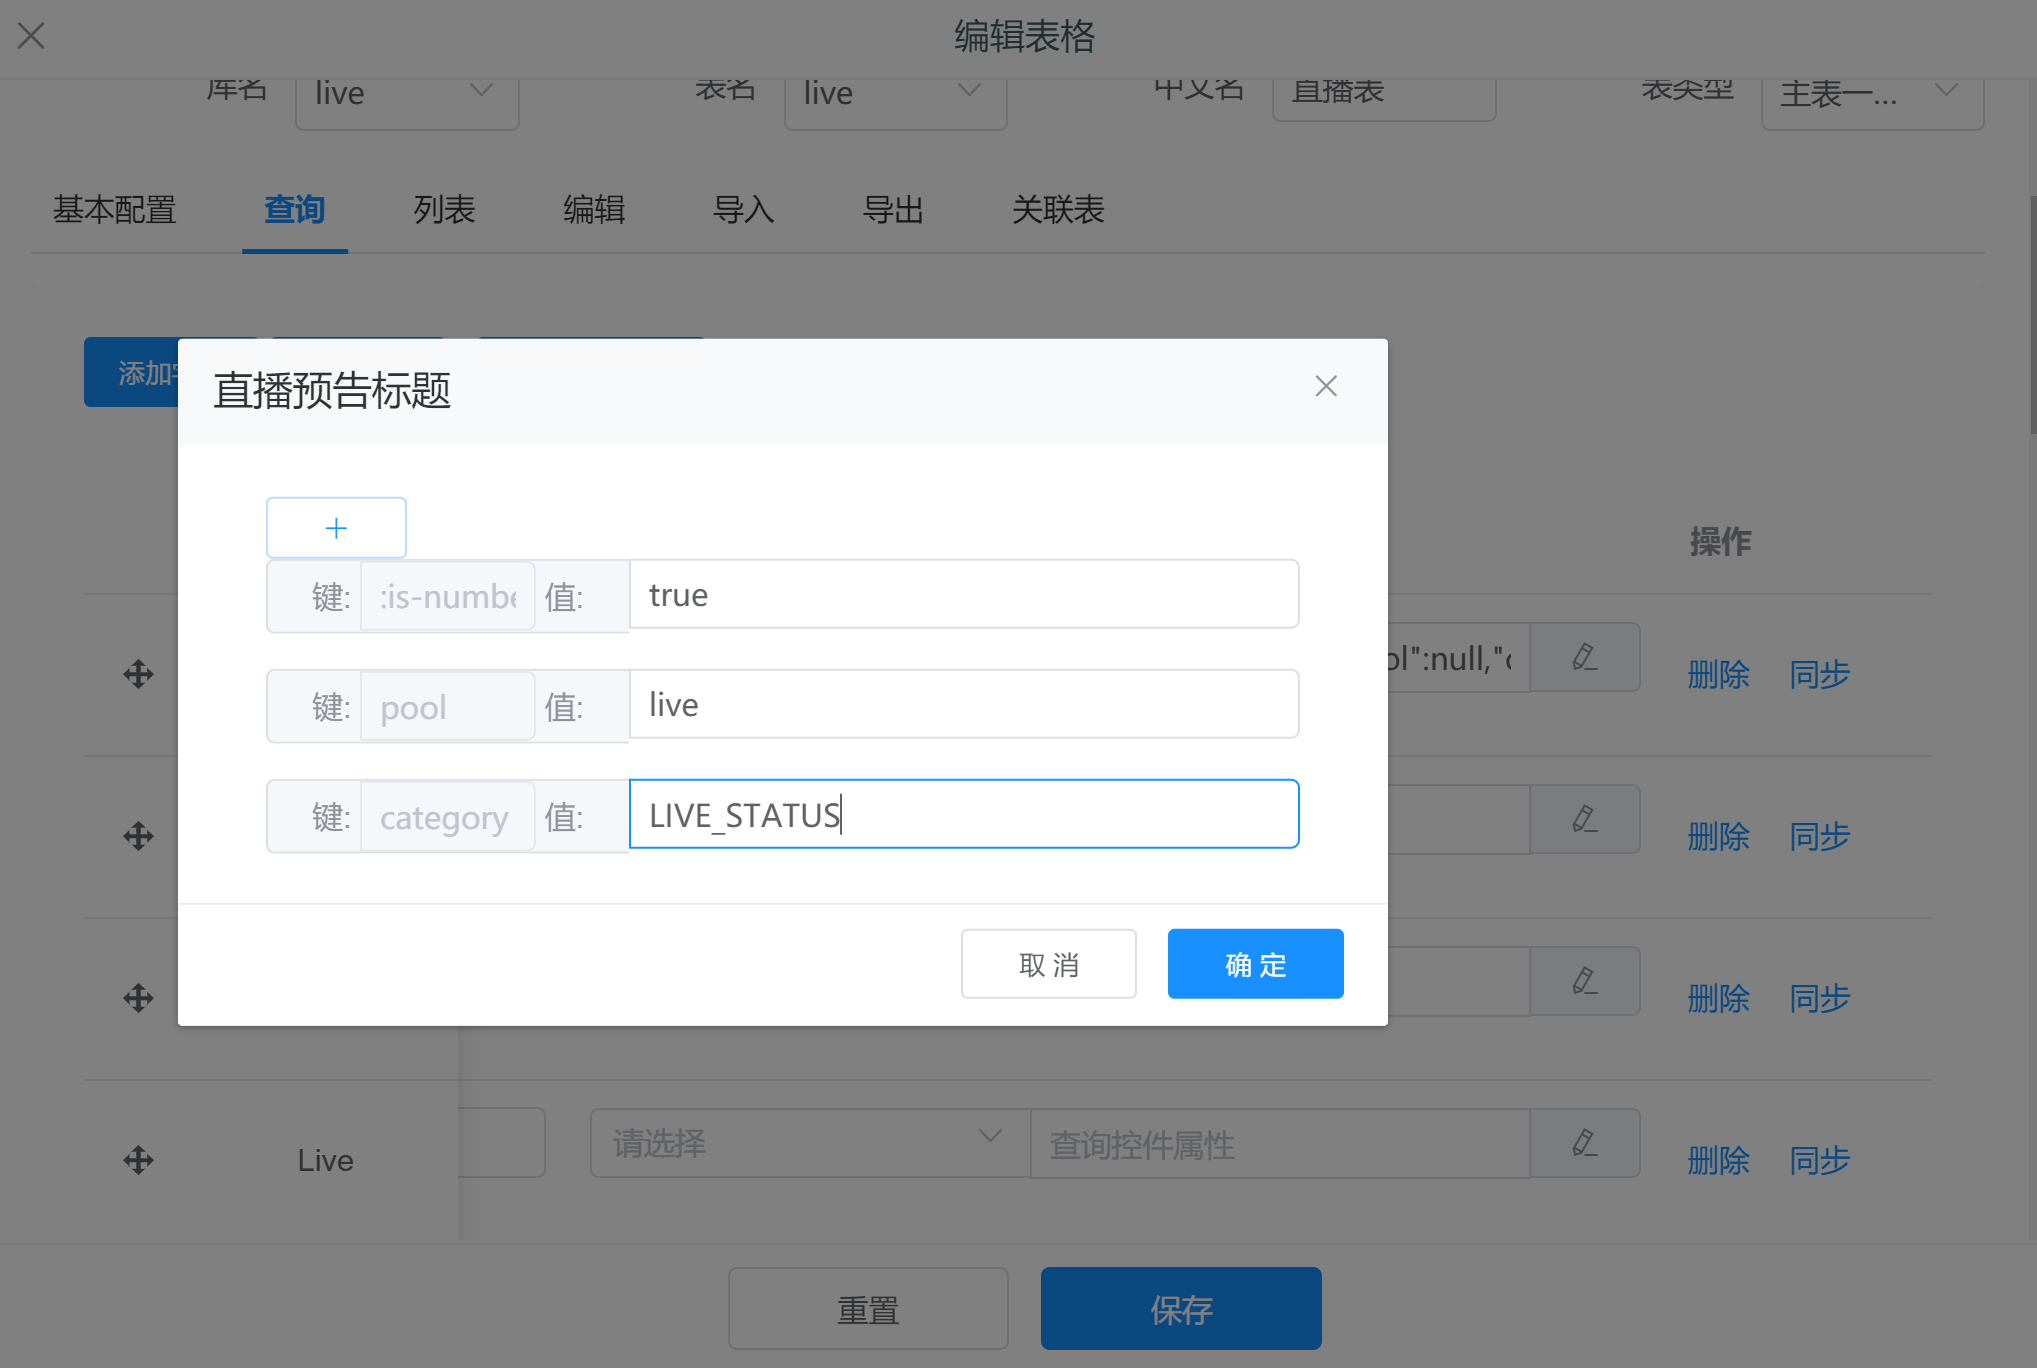 编辑表格
库名 live 表名 live 中文名 直播表 表类型 主表一...
基本配置 查询 列表 编辑 导入 导出 关联表
添加
直播预告标题
操作
键: :is-numbe 值: true
ol":null,"c
删除 同步
键: pool 值: live
键: category 值: LIVE_STATUS
删除 同步
取消 确定
删除 同步
Live 请选择 查询控件属性 删除 同步
重置 保存